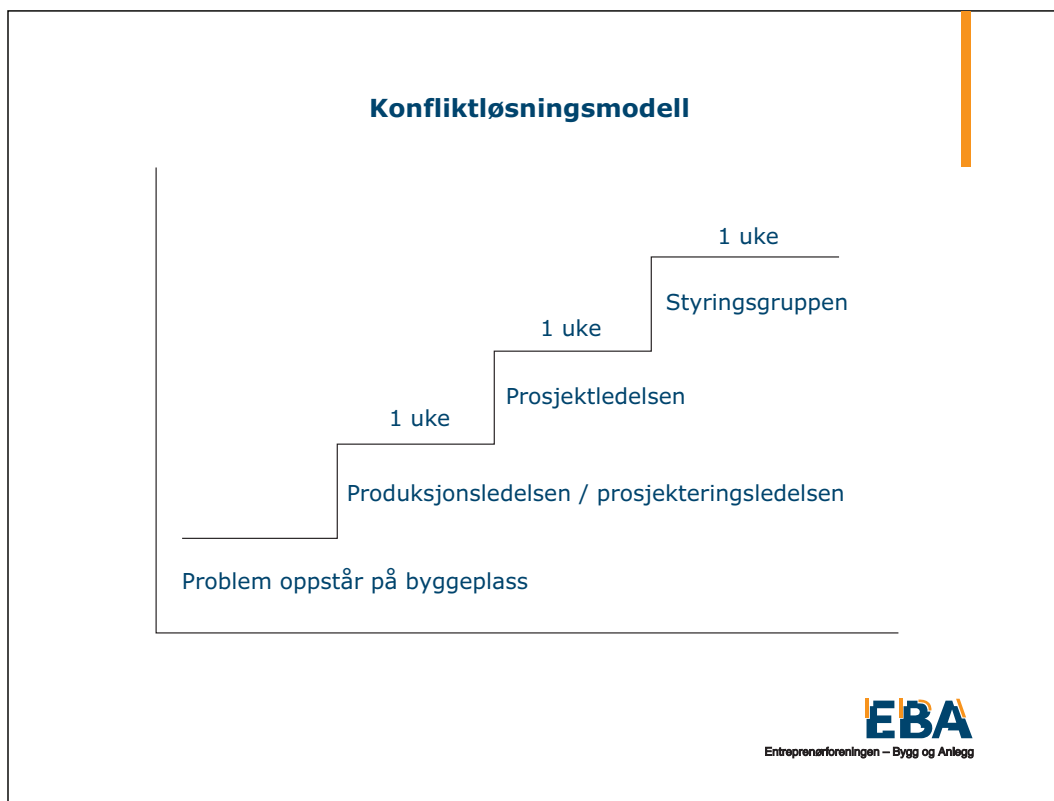 Konfliktløsningsmodell
1 uke
Styringsgruppen
1 uke
Prosjektledelsen
1 uke
Produksjonsledelsen / prosjekteringsledelsen
Problem oppstår på byggeplass
EBA
Entreprenørforeningen – Bygg og Anlegg